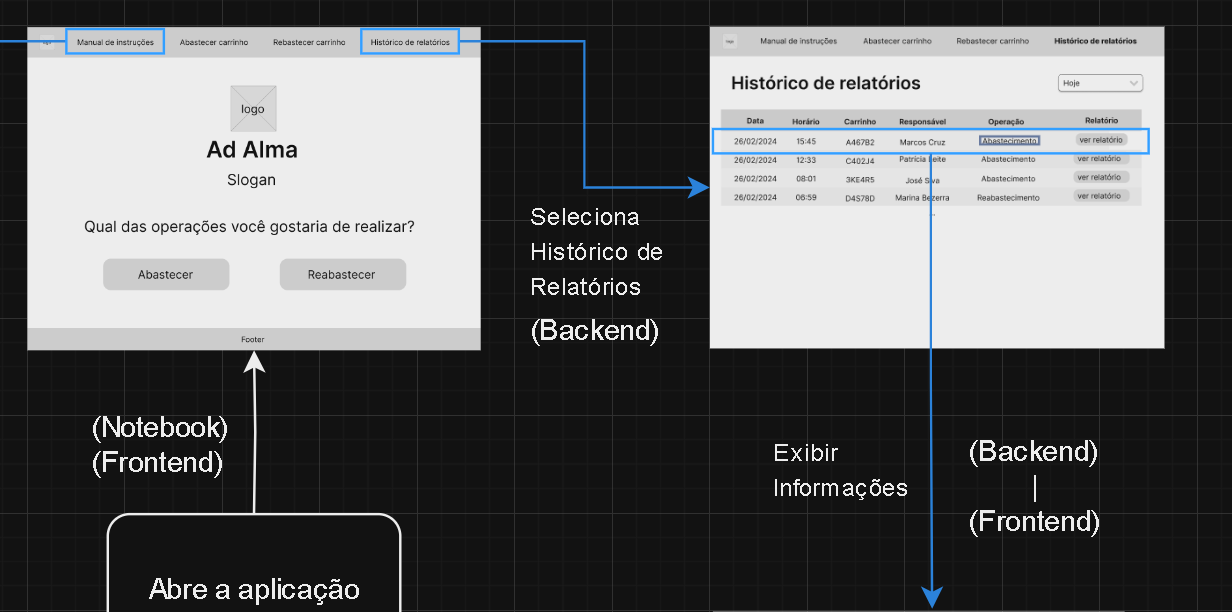 Manual de instruções Abastecer carrinho Rebastecer carrinho Histórico de relatórios
logo
Ad Alma
Slogan
Qual das operações você gostaria de realizar?
Abastecer Reabastecer
Footer
(Notebook)
(Frontend)
Abre a aplicação
Seleciona
Histórico de
Relatórios
(Backend)
Manual de instruções Abastecer carrinho Rebastecer carrinho Histórico de relatórios
Histórico de relatórios
Hoje
Data Horário Carrinho Responsável Operação Relatório
26/02/2024 15:45 A467B2 Marcos Cruz Abastecimento ver relatório
26/02/2024 12:33 C402J4 Patrícia Leite Abastecimento ver relatório
26/02/2024 08:01 3KE4R5 José Silva Abastecimento ver relatório
26/02/2024 06:59 D4S78D Marina Bezerra Reabastecimento ver relatório
...
Exibir
Informações
(Backend)
|
(Frontend)